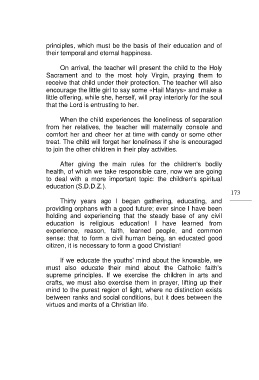 principles, which must be the basis of their education and of
their temporal and eternal happiness.
On arrival, the teacher will present the child to the Holy
Sacrament and to the most holy Virgin, praying them to
receive that child under their protection. The teacher will also
encourage the little girl to say some «Hail Marys» and make a
little offering, while she, herself, will pray interiorly for the soul
that the Lord is entrusting to her.
When the child experiences the loneliness of separation
from her relatives, the teacher will maternally console and
comfort her and cheer her at time with candy or some other
treat. The child will forget her loneliness if she is encouraged
to join the other children in their play activities.
After giving the main rules for the children's bodily
health, of which we take responsible care, now we are going
to deal with a more important topic: the children's spiritual
education (S.D.D.Z.).
173
Thirty years ago I began gathering, educating, and
providing orphans with a good future; ever since I have been
holding and experiencing that the steady base of any civil
education is religious education! I have learned from
experience, reason, faith, learned people, and common
sense: that to form a civil human being, an educated good
citizen, it is necessary to form a good Christian!
If we educate the youths' mind about the knowable, we
must also educate their mind about the Catholic faith's
supreme principles. If we exercise the children in arts and
crafts, we must also exercise them in prayer, lifting up their
mind to the purest region of light, where no distinction exists
between ranks and social conditions, but it does between the
virtues and merits of a Christian life.